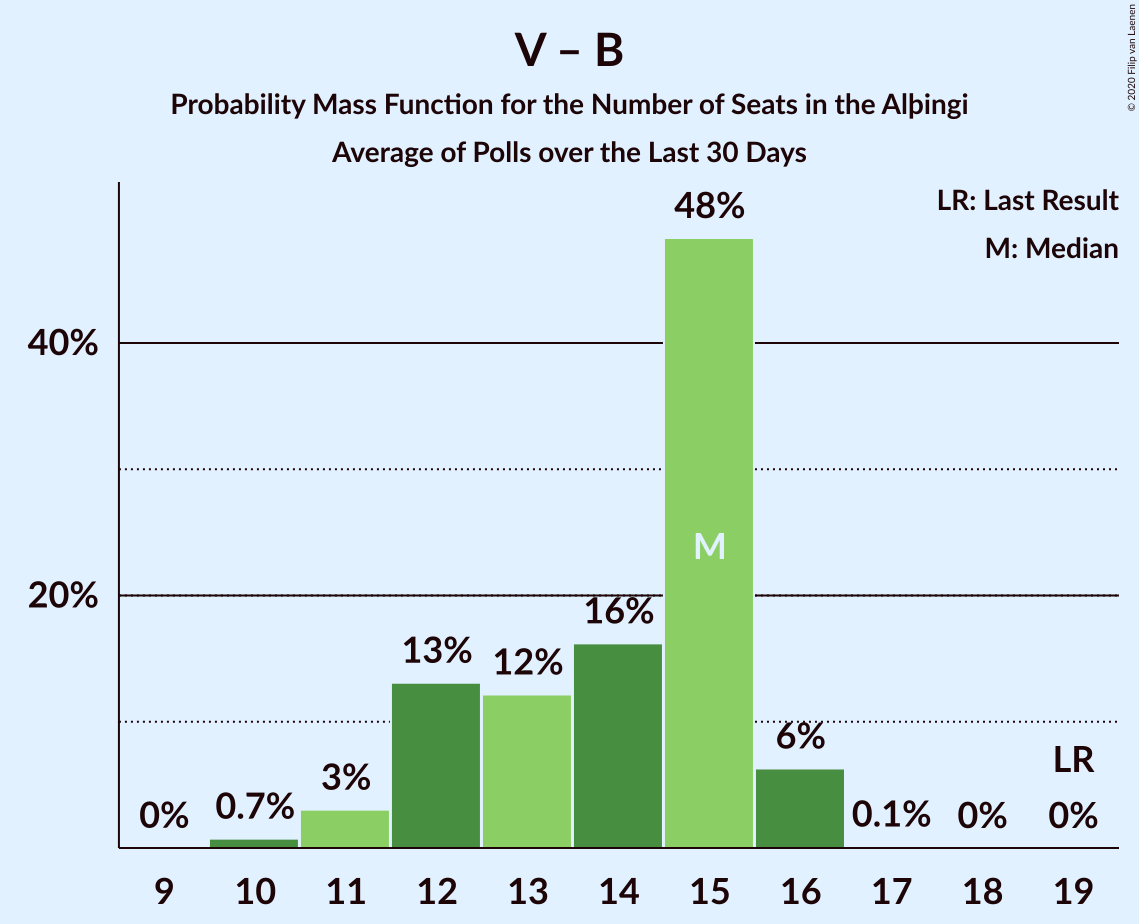 V – B
Probability Mass Function for the Number of Seats in the Alþingi
Average of Polls over the Last 30 Days
© 2020 Filip van Laenen
LR: Last Result
M: Median
48%
40%
M
20%
16%
13%
12%
6%
LR
3%
0%
0.7%
0.1%
0%
0%
9 10 11 12 13 14 15 16 17 18 19